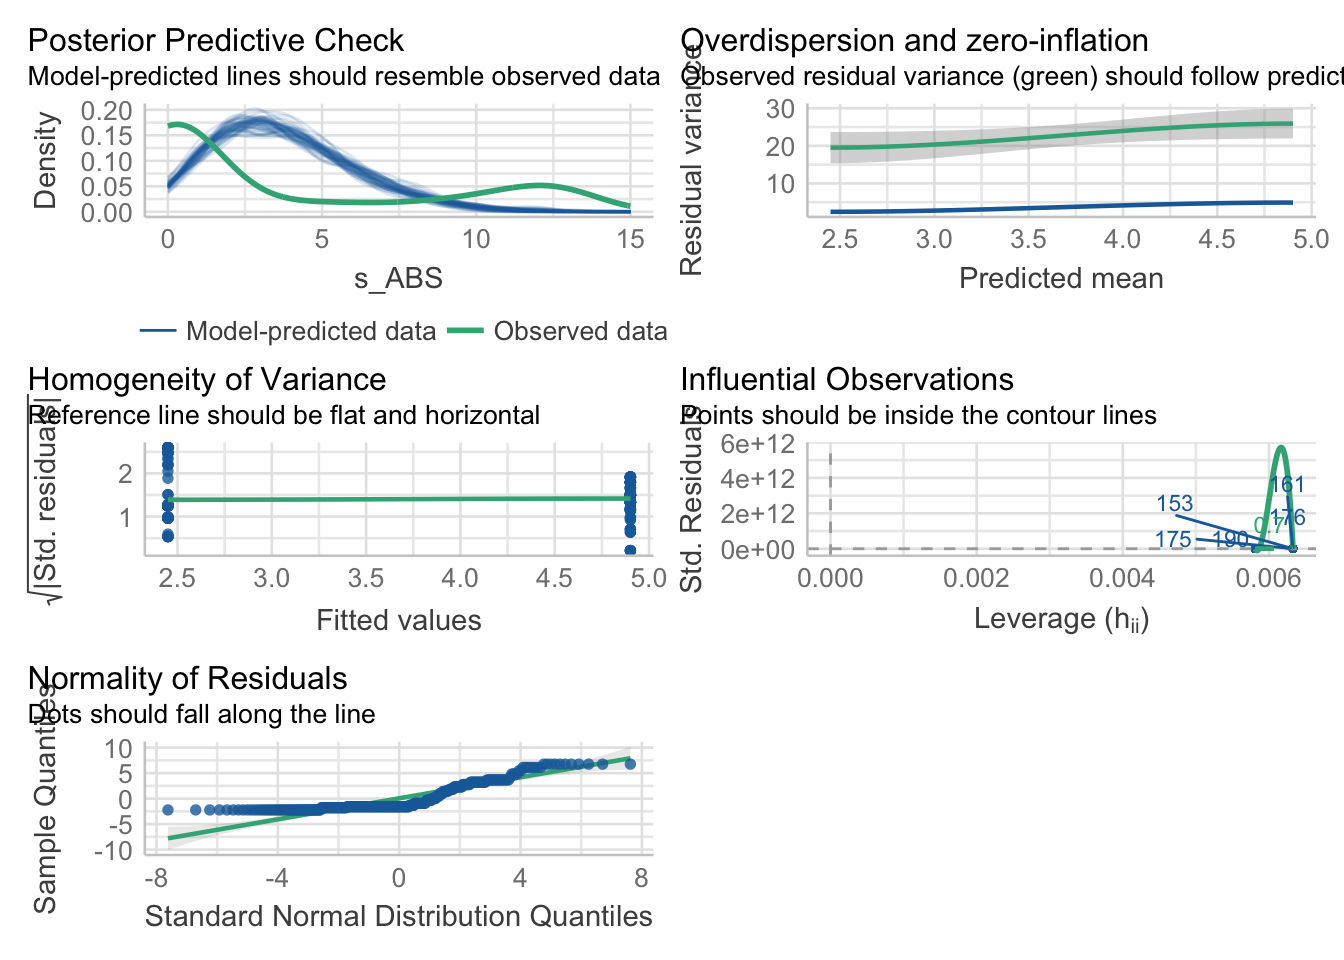 Posterior Predictive Check
Model-predicted lines should resemble observed data
Density
0.20
0.15
0.10
0.05
0.00
0 5 10 15
s_ABS
Model-predicted data Observed data
Overdispersion and zero-inflation
Observed residual variance (green) should follow predict
Residual variance
30
20
10
2.5 3.0 3.5 4.0 4.5 5.0
Predicted mean
Homogeneity of Variance
Reference line should be flat and horizontal
√|Std. residuals|
2
1
2.5 3.0 3.5 4.0 4.5 5.0
Fitted values
Influential Observations
Points should be inside the contour lines
Std. Residuals
6e+12
4e+12
2e+12
0e+00
161
153
176
0.7
175 190
0.000 0.002 0.004 0.006
Leverage (hii)
Normality of Residuals
Dots should fall along the line
Sample Quantiles
10
5
0
-5
-10
-8 -4 0 4 8
Standard Normal Distribution Quantiles